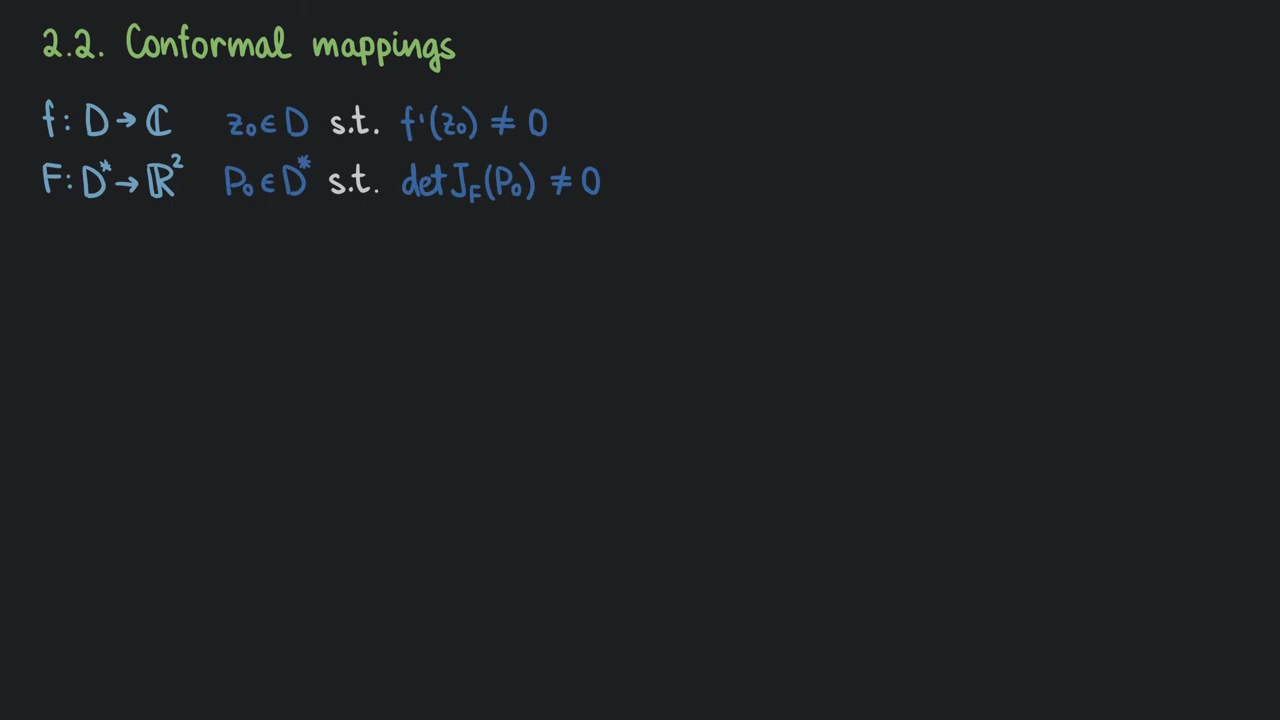 2.2. Conformal mappings
f: D → ℂ z₀ ∈ D s.t. f'(z₀) ≠ 0
F: D* → ℝ² P₀ ∈ D* s.t. det J_F(P₀) ≠ 0